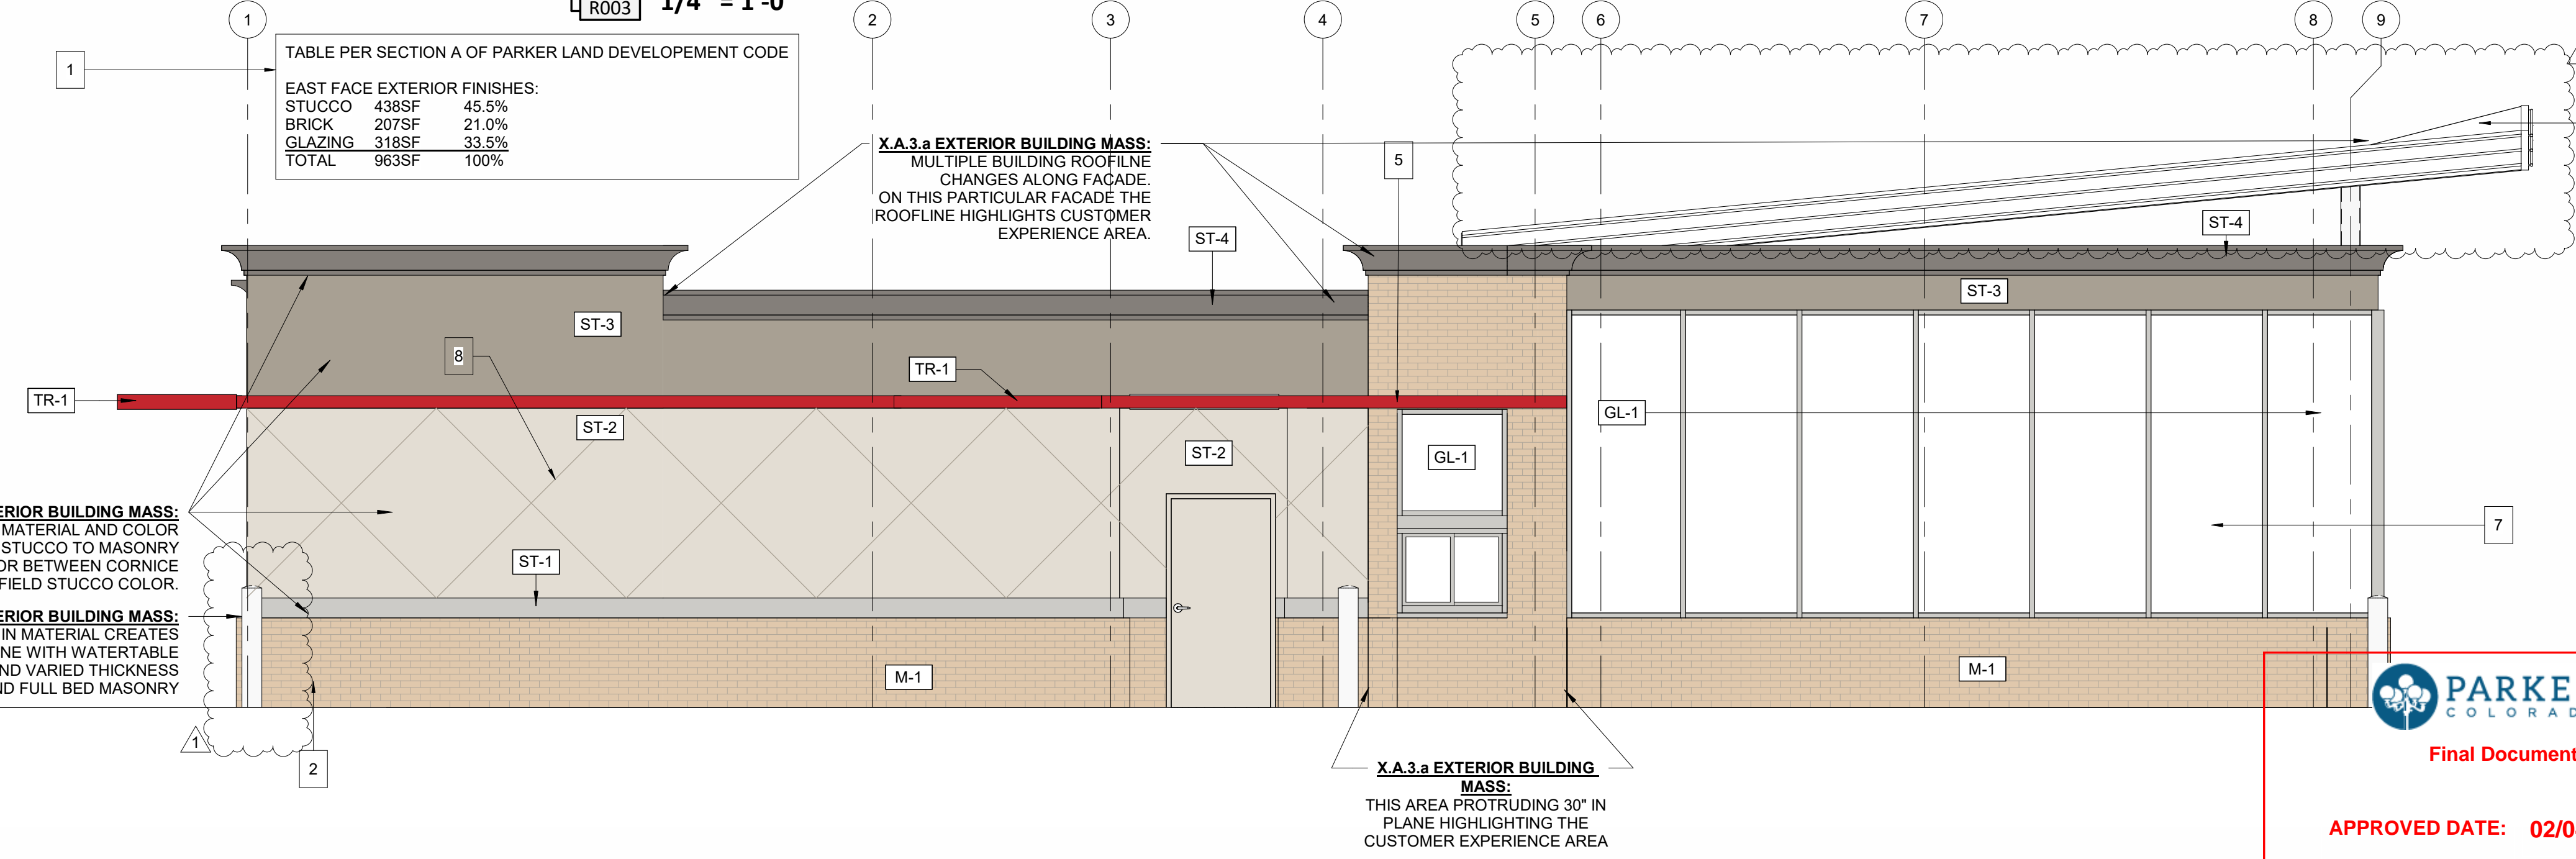 1 2 3 4 5 6 7 8 9
R003 1/4" = 1'-0"
1
TABLE PER SECTION A OF PARKER LAND DEVELOPEMENT CODE
EAST FACE EXTERIOR FINISHES:
STUCCO 438SF 45.5%
BRICK 207SF 21.0%
GLAZING 318SF 33.5%
TOTAL 963SF 100%
X.A.3.a EXTERIOR BUILDING MASS:
MULTIPLE BUILDING ROOFILNE
CHANGES ALONG FACADE.
ON THIS PARTICULAR FACADE THE
ROOFLINE HIGHLIGHTS CUSTOMER
EXPERIENCE AREA.
5
ST-4
ST-4
ST-3
ST-3
8
TR-1
TR-1
ST-2
ST-2
GL-1
GL-1
7
ERIOR BUILDING MASS:
MATERIAL AND COLOR
STUCCO TO MASONRY
OR BETWEEN CORNICE
FIELD STUCCO COLOR.
ST-1
ERIOR BUILDING MASS:
IN MATERIAL CREATES
NE WITH WATERTABLE
ND VARIED THICKNESS
ND FULL BED MASONRY
M-1
M-1
1
2
X.A.3.a EXTERIOR BUILDING
MASS:
THIS AREA PROTRUDING 30" IN
PLANE HIGHLIGHTING THE
CUSTOMER EXPERIENCE AREA
PARKE
COLORAD
Final Document
APPROVED DATE: 02/0